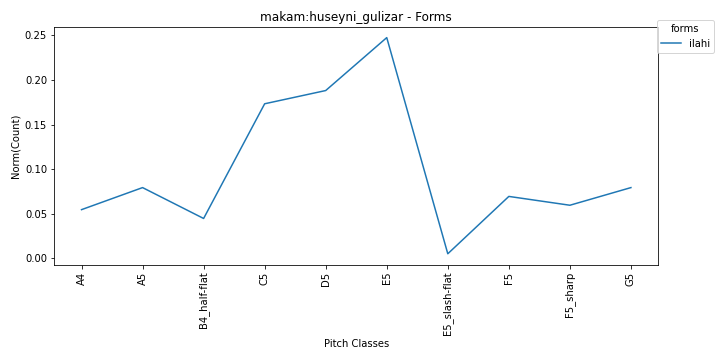 makam:huseyni_gulizar - Forms
forms
ilahi
Norm(Count)
0.25
0.20
0.15
0.10
0.05
0.00
A4
A5
B4_half-flat
C5
D5
E5
E5_slash-flat
F5
F5_sharp
G5
Pitch Classes